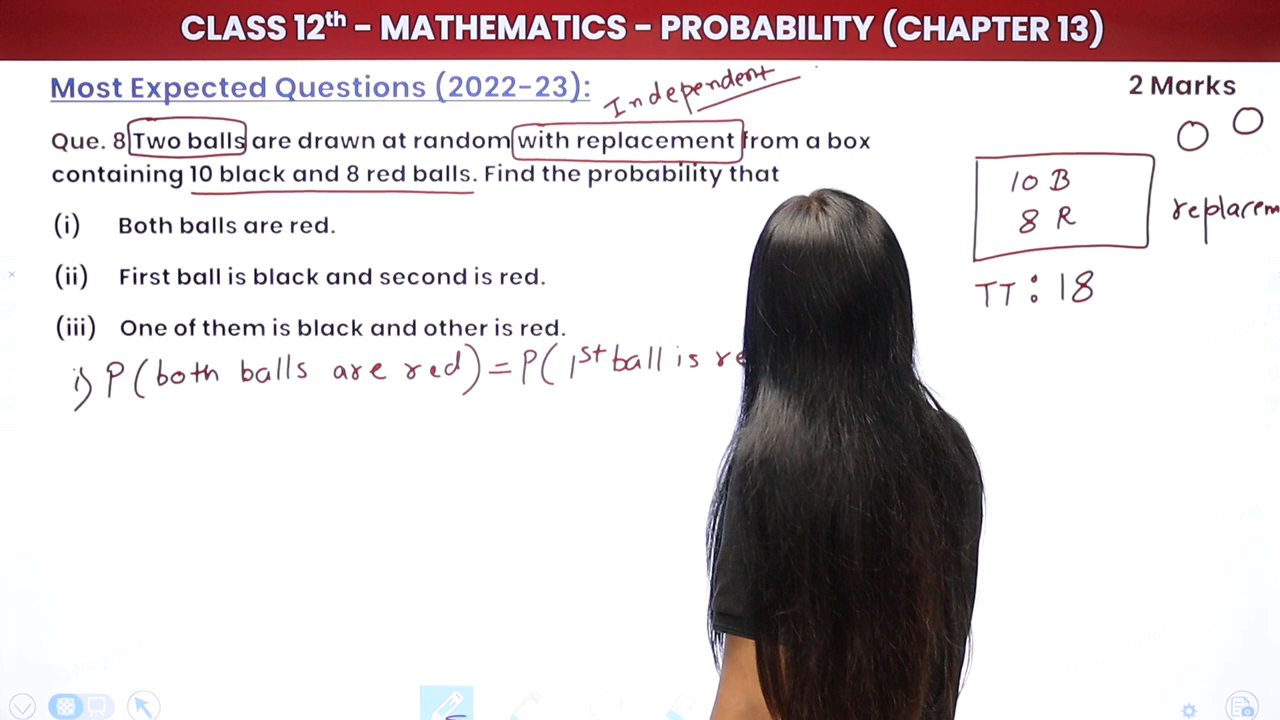 CLASS 12th - MATHEMATICS - PROBABILITY (CHAPTER 13)
Most Expected Questions (2022-23):
Independent
2 Marks
Que. 8 Two balls are drawn at random with replacement from a box
containing 10 black and 8 red balls. Find the probability that
(i) Both balls are red.
(ii) First ball is black and second is red.
(iii) One of them is black and other is red.
i) P(both balls are red) = P(1st ball is re
10 B
8 R
replacem
TT : 18